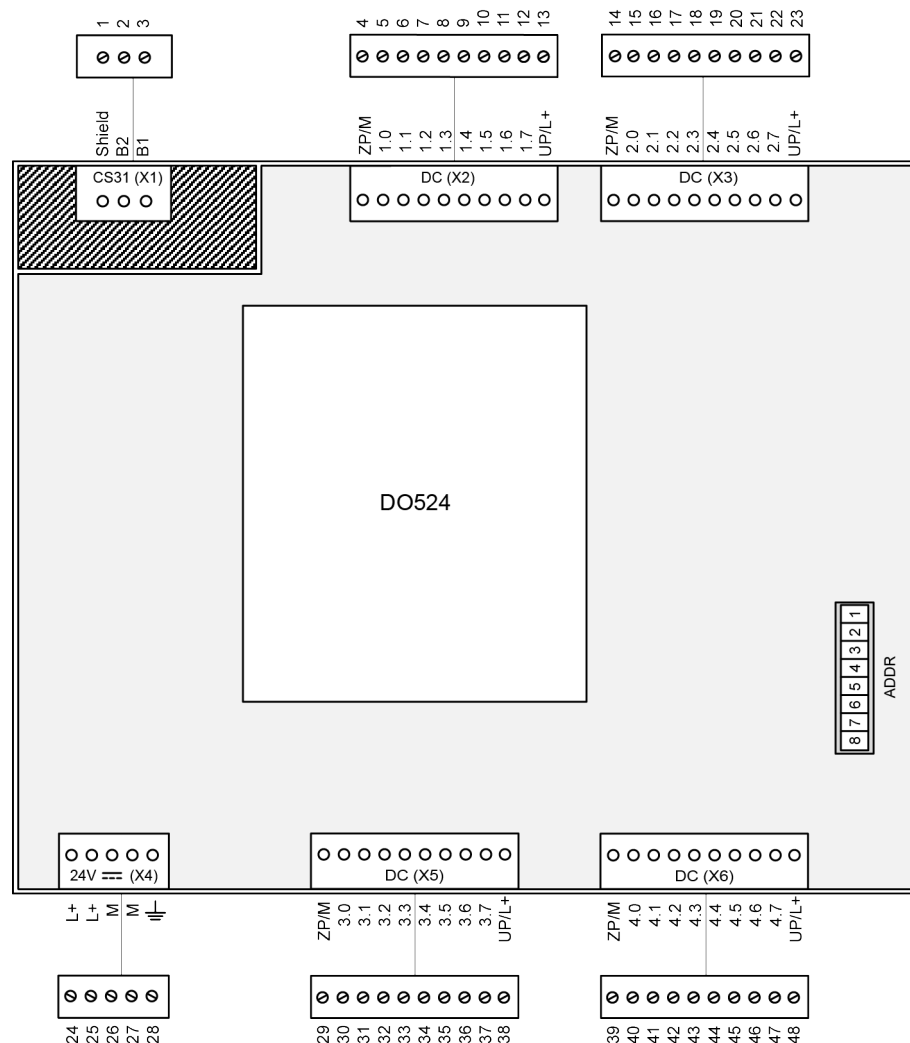 1 2 3
4 5 6 7 8 9 10 11 12 13
14 15 16 17 18 19 20 21 22 23
Shield
B2
B1
ZP/M
1.0
1.1
1.2
1.3
1.4
1.5
1.6
1.7
UP/L+
ZP/M
2.0
2.1
2.2
2.3
2.4
2.5
2.6
2.7
UP/L+
CS31 (X1)
DC (X2)
DC (X3)
DO524
1
2
3
4
5
6
7
8
ADDR
24V (X4)
DC (X5)
DC (X6)
L+
L+
M
M
ZP/M
3.0
3.1
3.2
3.3
3.4
3.5
3.6
3.7
UP/L+
ZP/M
4.0
4.1
4.2
4.3
4.4
4.5
4.6
4.7
UP/L+
24 25 26 27 28
29 30 31 32 33 34 35 36 37 38
39 40 41 42 43 44 45 46 47 48